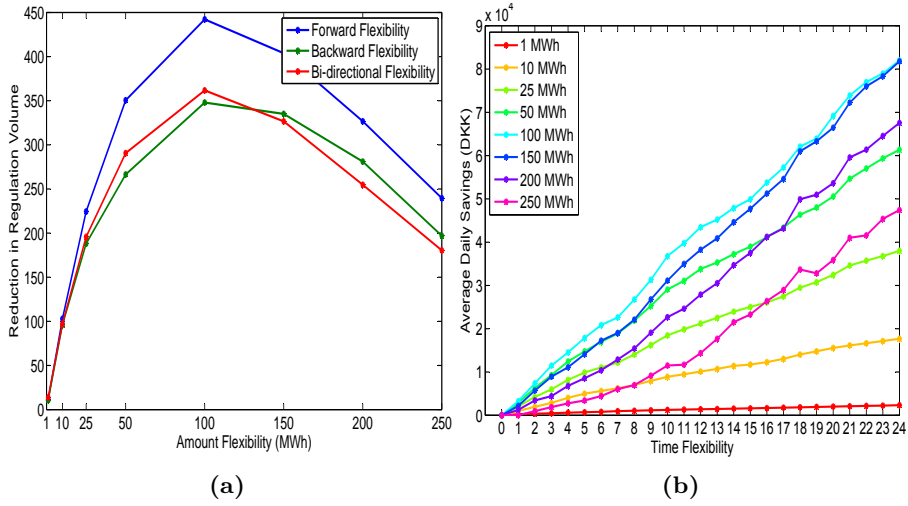 Reduction in Regulation Volume
450
400
350
300
250
200
150
100
50
0
Forward Flexibility
Backward Flexibility
Bi-directional Flexibility
1 10 25 50 100 150 200 250
Amount Flexibility (MWh)
(a)
Average Daily Savings (DKK)
x 10^4
9
8
7
6
5
4
3
2
1
0
1 MWh
10 MWh
25 MWh
50 MWh
100 MWh
150 MWh
200 MWh
250 MWh
0 1 2 3 4 5 6 7 8 9 10 11 12 13 14 15 16 17 18 19 20 21 22 23 24
Time Flexibility
(b)